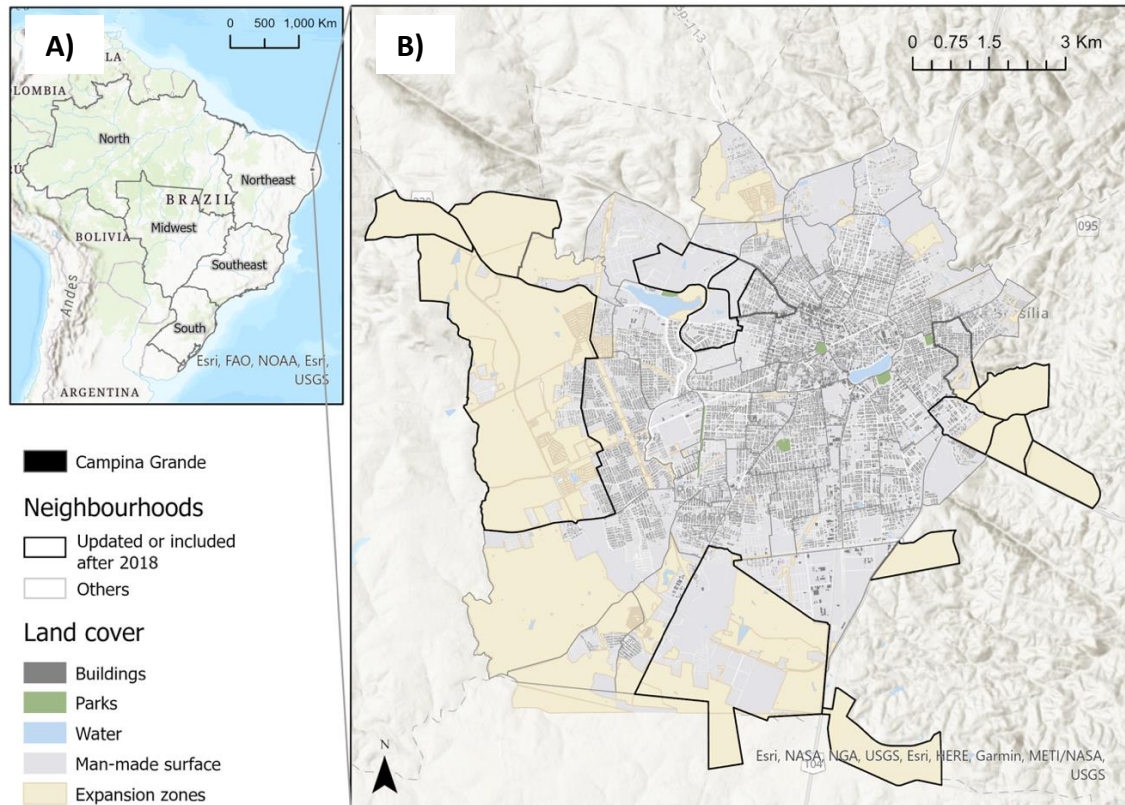 A)
0 500 1,000 Km
LA
OLOMBIA
North
Northeast
BRAZIL
Midwest
BOLIVIA
Southeast
Andes
South
Esri, FAO, NOAA, Esri,
USGS
ARGENTINA
Campina Grande
Neighbourhoods
Updated or included
after 2018
Others
Land cover
Buildings
Parks
Water
Man-made surface
Expansion zones
B)
0 0.75 1.5 3 Km
095
N
104
Esri, NASA, NGA, USGS, Esri, HERE, Garmin, METI/NASA,
USGS